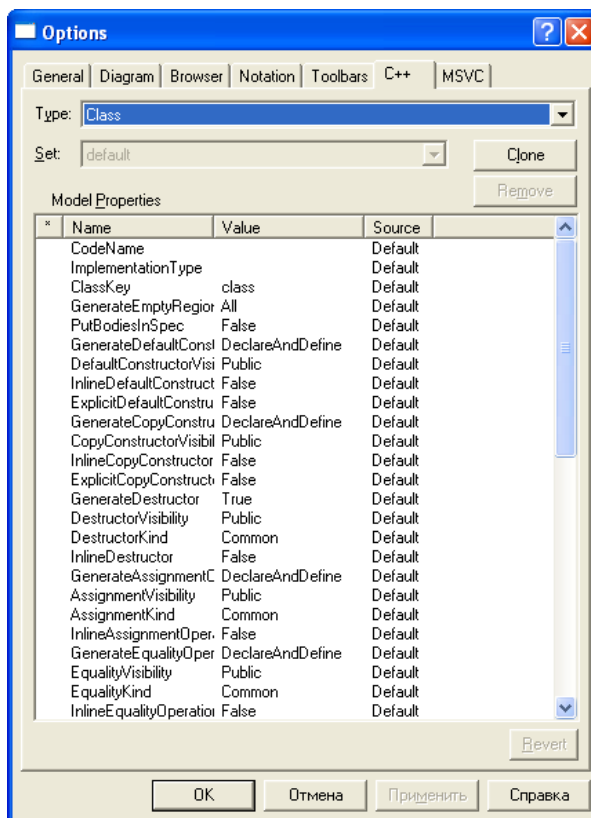 Options
General Diagram Browser Notation Toolbars C++ MSVC
Type: Class
Set: default Clone
Remove
Model Properties
* Name Value Source
CodeName Default
ImplementationType Default
ClassKey class Default
GenerateEmptyRegior All Default
PutBodiesInSpec False Default
GenerateDefaultConst DeclareAndDefine Default
DefaultConstructorVisi Public Default
InlineDefaultConstruct False Default
ExplicitDefaultConstru False Default
GenerateCopyConstru DeclareAndDefine Default
CopyConstructorVisibil Public Default
InlineCopyConstructor False Default
ExplicitCopyConstructi False Default
GenerateDestructor True Default
DestructorVisibility Public Default
DestructorKind Common Default
InlineDestructor False Default
GenerateAssignmentC DeclareAndDefine Default
AssignmentVisibility Public Default
AssignmentKind Common Default
InlineAssignmentOper. False Default
GenerateEqualityOper DeclareAndDefine Default
EqualityVisibility Public Default
EqualityKind Common Default
InlineEqualityOperatior False Default
Revert
OK Отмена Применить Справка